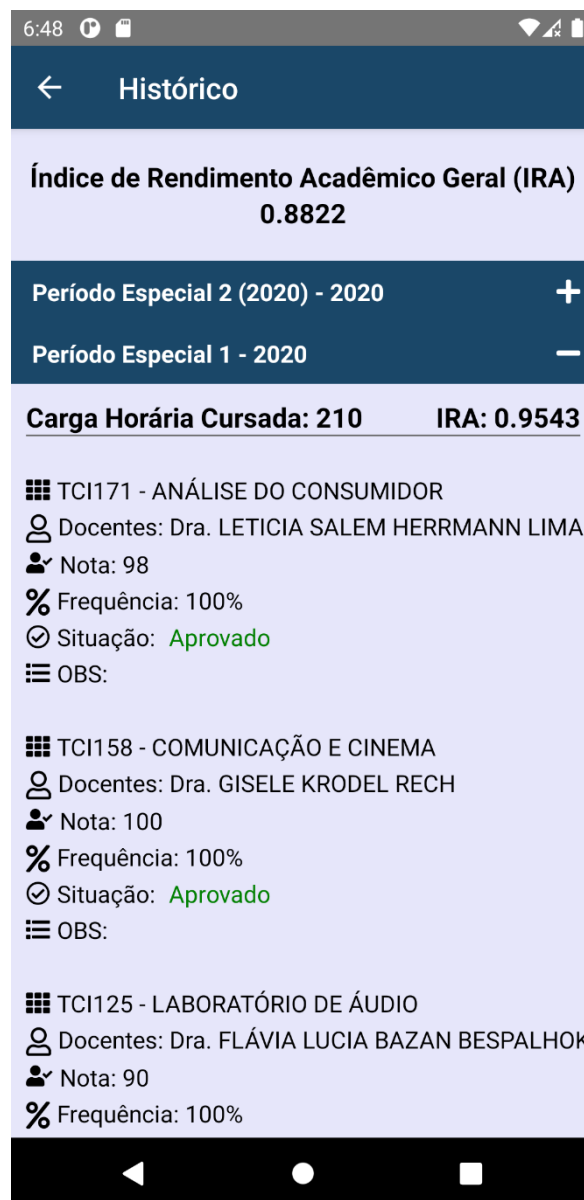 6:48
Histórico
Índice de Rendimento Acadêmico Geral (IRA)
0.8822
Período Especial 2 (2020) - 2020
Período Especial 1 - 2020
Carga Horária Cursada: 210 IRA: 0.9543
TCI171 - ANÁLISE DO CONSUMIDOR
Docentes: Dra. LETICIA SALEM HERRMANN LIMA
Nota: 98
Frequência: 100%
Situação: Aprovado
OBS:
TCI158 - COMUNICAÇÃO E CINEMA
Docentes: Dra. GISELE KRODEL RECH
Nota: 100
Frequência: 100%
Situação: Aprovado
OBS:
TCI125 - LABORATÓRIO DE ÁUDIO
Docentes: Dra. FLÁVIA LUCIA BAZAN BESPALHOK
Nota: 90
Frequência: 100%